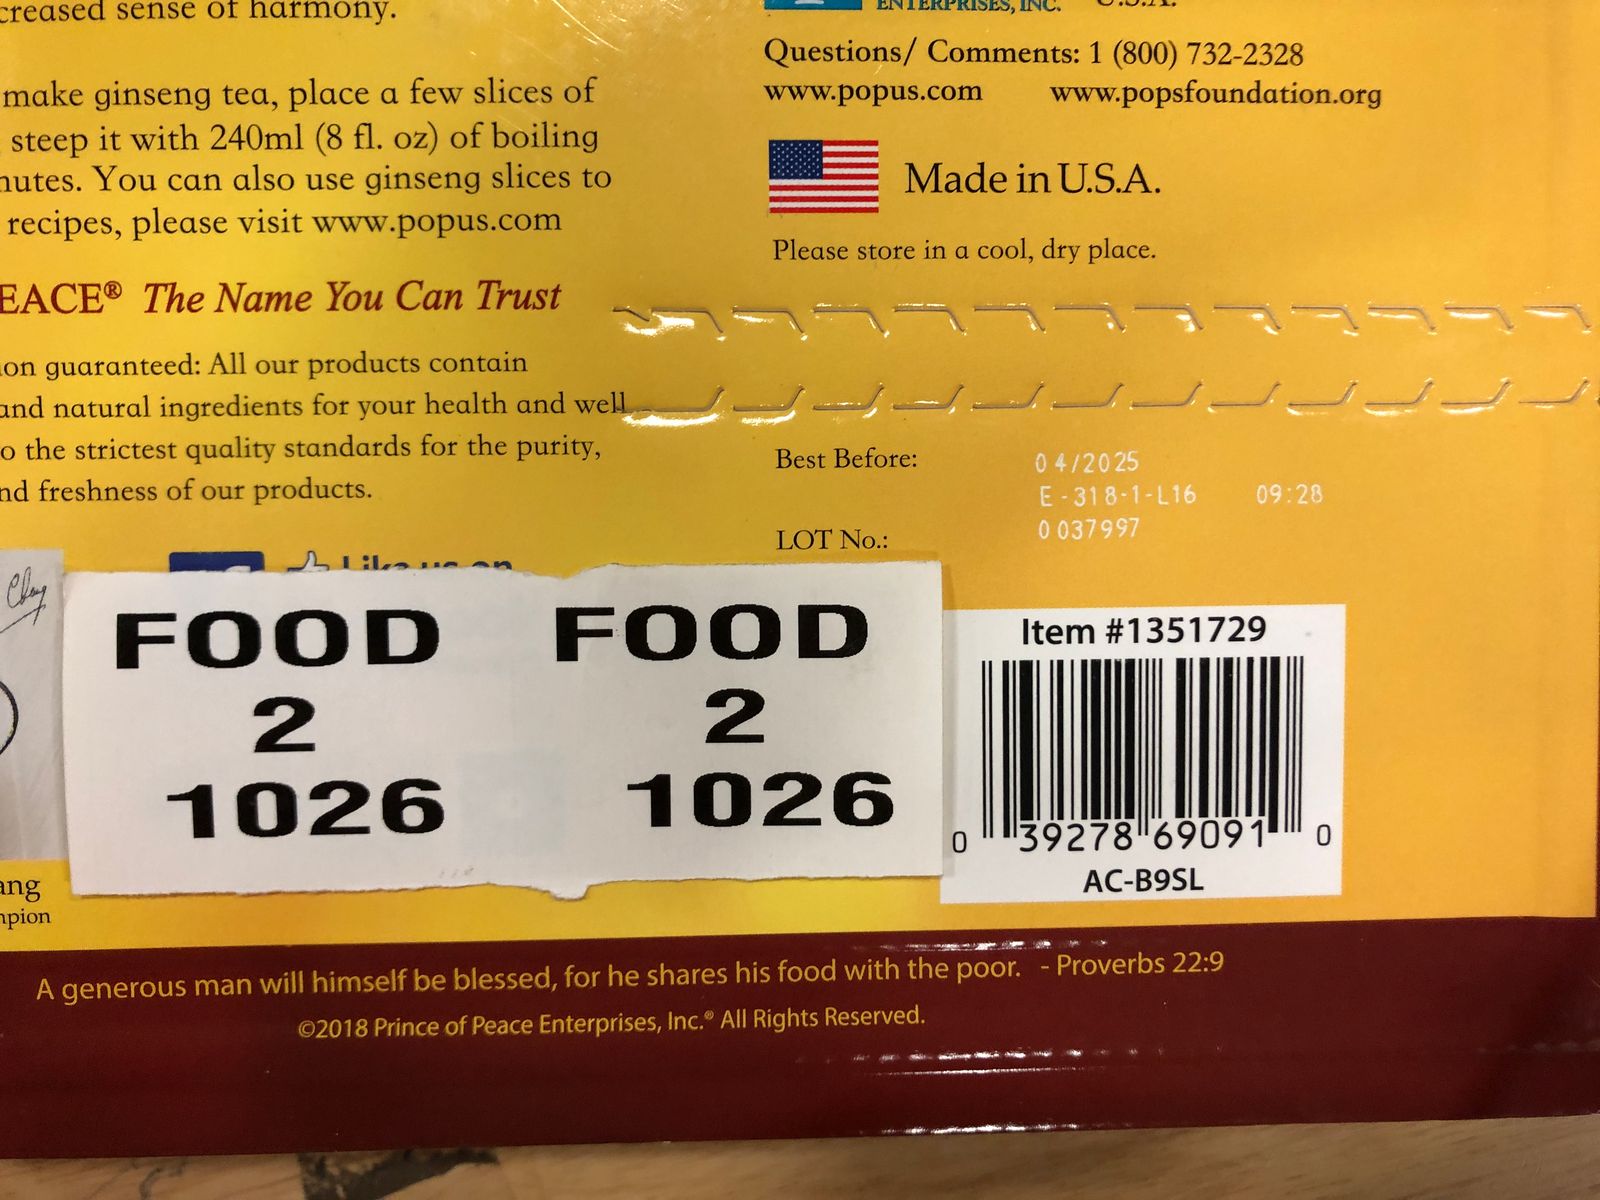 creased sense of harmony.
make ginseng tea, place a few slices of
steep it with 240ml (8 fl. oz) of boiling
nutes. You can also use ginseng slices to
recipes, please visit www.popus.com
EACE® The Name You Can Trust
on guaranteed: All our products contain
and natural ingredients for your health and well
o the strictest quality standards for the purity,
nd freshness of our products.
Like us on
ENTERPRISES, INC. U.S.A.
Questions/ Comments: 1 (800) 732-2328
www.popus.com www.popsfoundation.org
Made in U.S.A.
Please store in a cool, dry place.
Best Before: 04/2025
E-318-1-L16 09:28
0037997
LOT No.:
FOOD FOOD
2 2
1026 1026
Item #1351729
0 39278 69091 0
AC-B9SL
ang
mpion
A generous man will himself be blessed, for he shares his food with the poor. - Proverbs 22:9
©2018 Prince of Peace Enterprises, Inc.® All Rights Reserved.